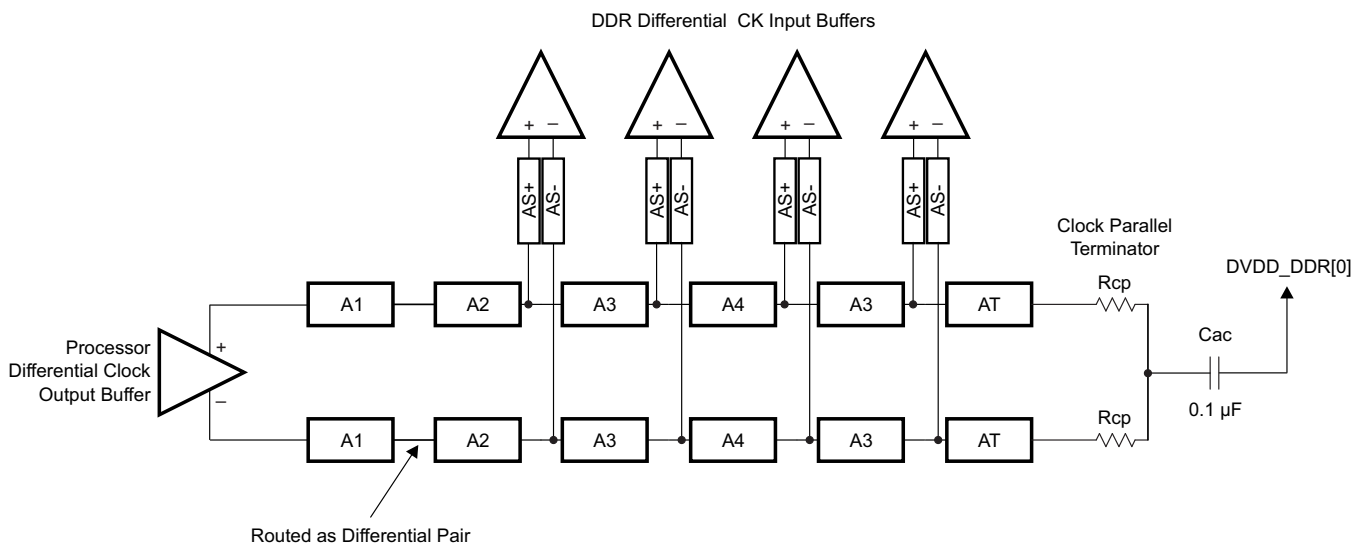 DDR Differential CK Input Buffers
+ – + – + – + –
AS+ AS- AS+ AS- AS+ AS- AS+ AS-
Clock Parallel
Terminator
Rcp
DVDD_DDR[0]
A1 A2 A3 A4 A3 AT
Processor
Differential Clock
Output Buffer
+
–
Cac
0.1 µF
Rcp
A1 A2 A3 A4 A3 AT
Routed as Differential Pair